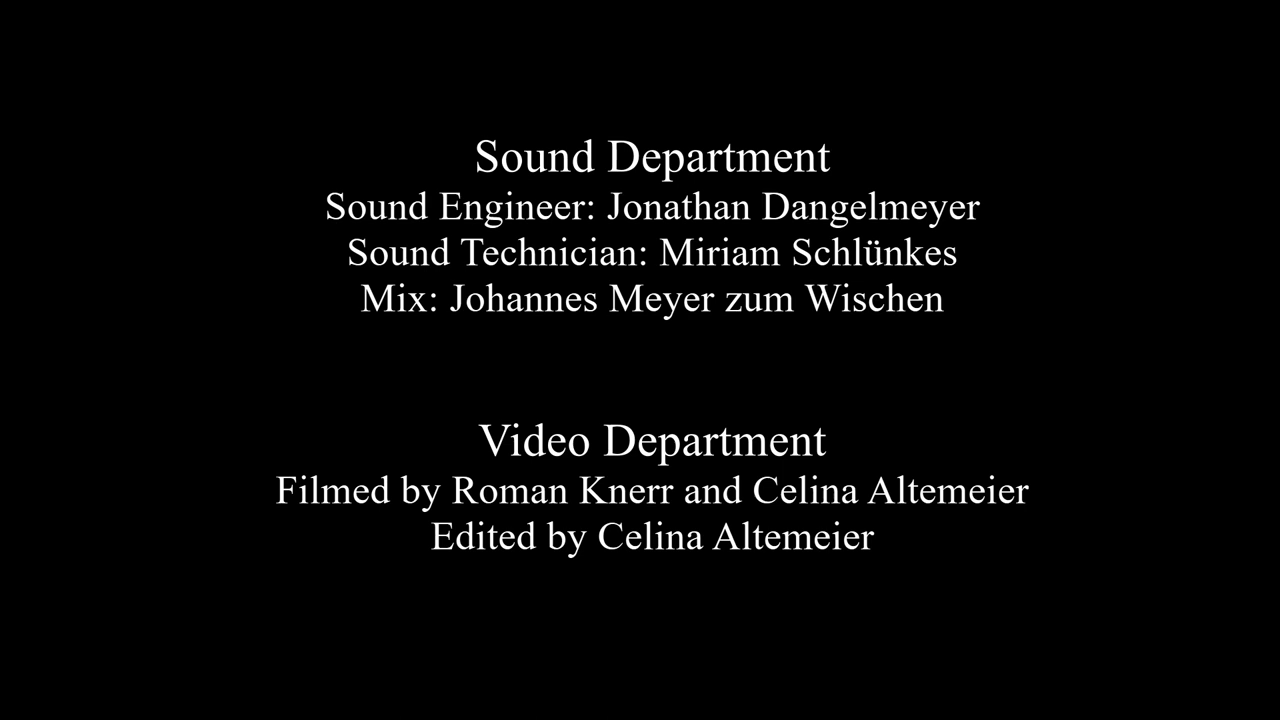 Sound Department
Sound Engineer: Jonathan Dangelmeyer
Sound Technician: Miriam Schlünkes
Mix: Johannes Meyer zum Wischen
Video Department
Filmed by Roman Knerr and Celina Altemeier
Edited by Celina Altemeier